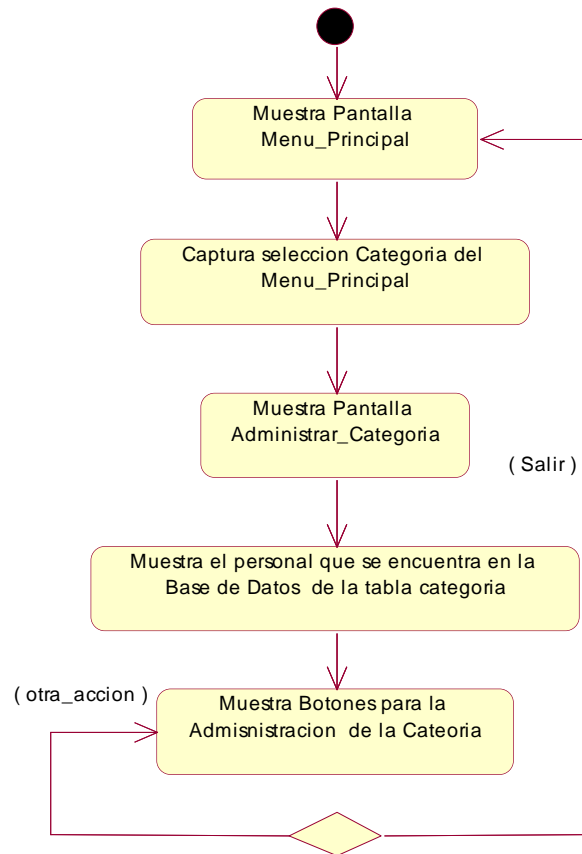 Muestra Pantalla
Menu_Principal
Captura seleccion Categoria del
Menu_Principal
Muestra Pantalla
Administrar_Categoria
( Salir )
Muestra el personal que se encuentra en la
Base de Datos de la tabla categoria
( otra_accion )
Muestra Botones para la
Admisnistracion de la Cateoria